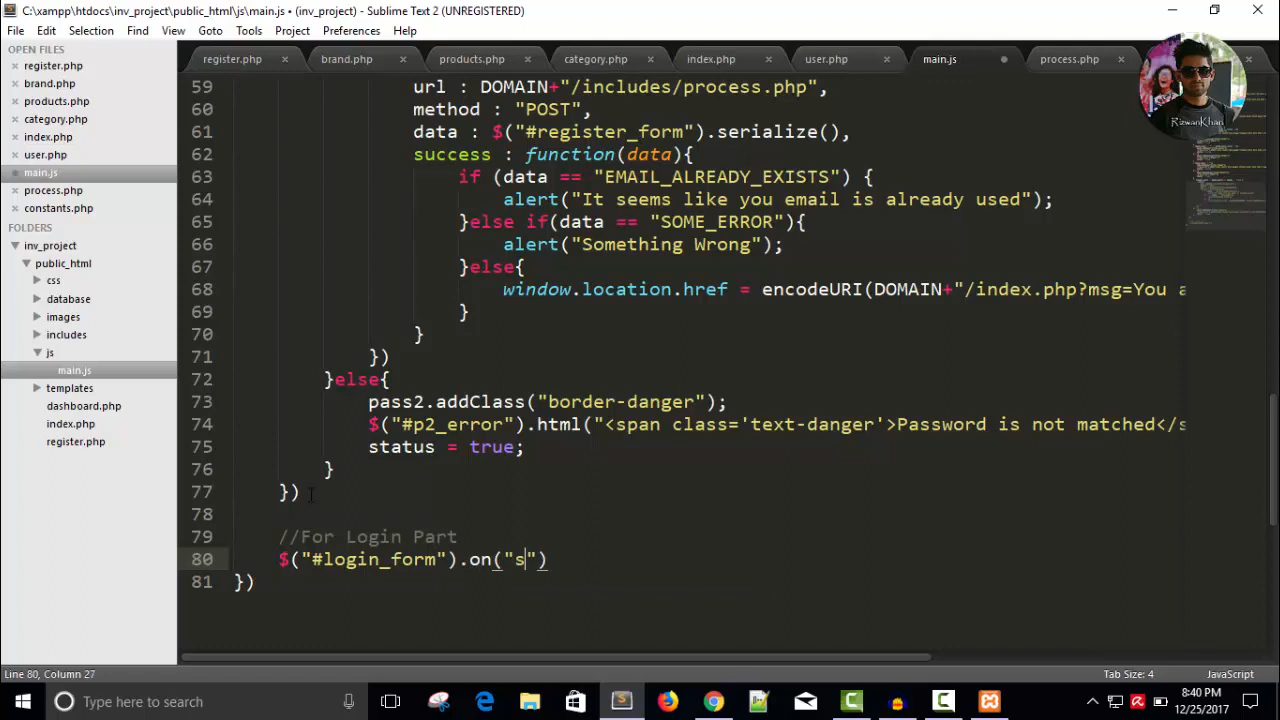 C:\xampp\htdocs\inv_project\public_html\js\main.js • (inv_project) - Sublime Text 2 (UNREGISTERED)
File Edit Selection Find View Goto Tools Project Preferences Help
OPEN FILES
register.php
brand.php
products.php
category.php
index.php
user.php
main.js
process.php
constants.php
FOLDERS
inv_project
public_html
css
database
images
includes
js
main.js
templates
dashboard.php
index.php
register.php
register.php brand.php products.php category.php index.php user.php main.js process.php
RizwanKhan
59 url : DOMAIN+"/includes/process.php",
60 method : "POST",
61 data : $("#register_form").serialize(),
62 success : function(data){
63 if (data == "EMAIL_ALREADY_EXISTS") {
64 alert("It seems like you email is already used");
65 }else if(data == "SOME_ERROR"){
66 alert("Something Wrong");
67 }else{
68 window.location.href = encodeURI(DOMAIN+"/index.php?msg=You a
69 }
70 }
71 })
72 }else{
73 pass2.addClass("border-danger");
74 $("#p2_error").html("<span class='text-danger'>Password is not matched</s
75 status = true;
76 }
77 })
78
79 //For Login Part
80 $("#login_form").on("s")
81 })
Line 80, Column 27 Tab Size: 4 JavaScript
Type here to search
8:40 PM
12/25/2017